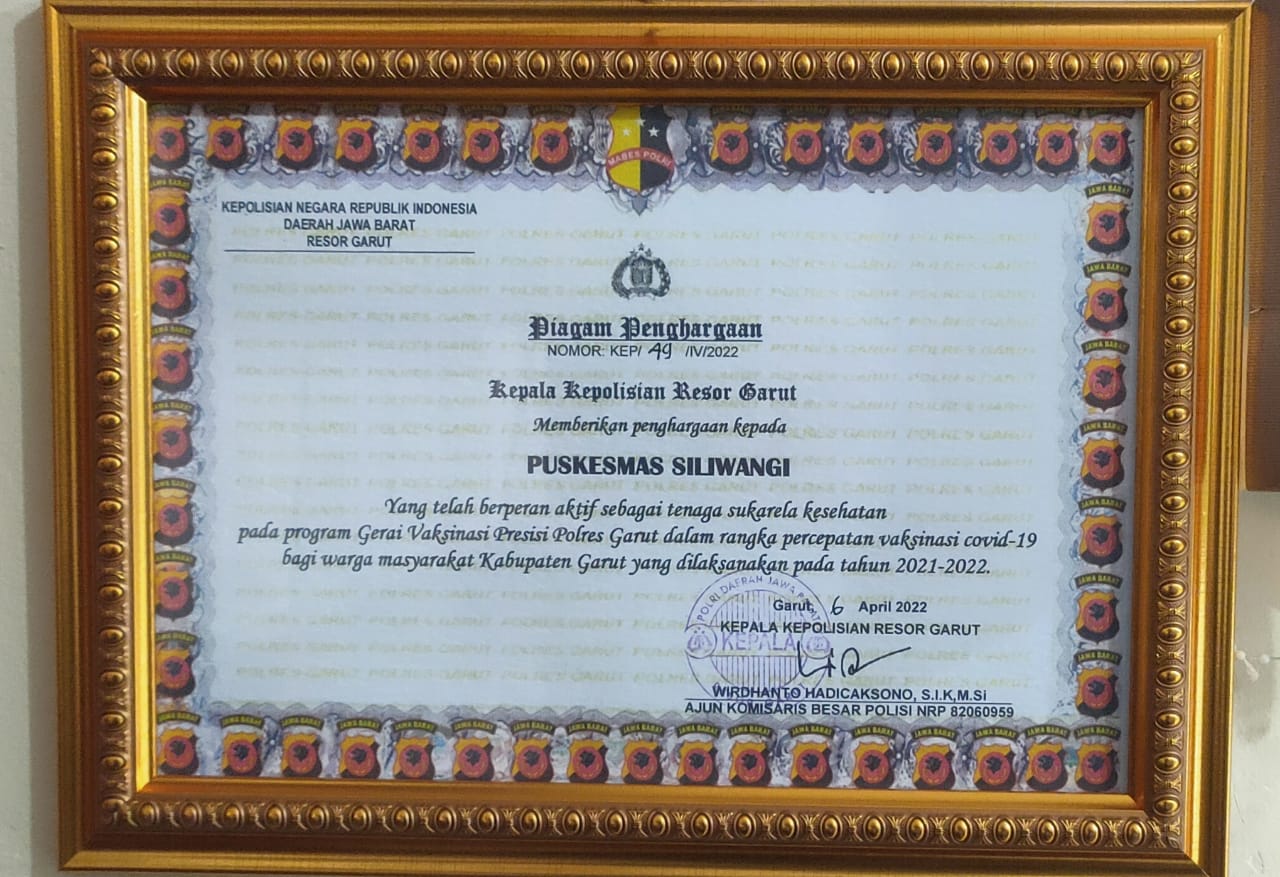 MABES POLRI
KEPOLISIAN NEGARA REPUBLIK INDONESIA
DAERAH JAWA BARAT
RESOR GARUT
Piagam Penghargaan
NOMOR: KEP/ 49 /IV/2022
Kepala Kepolisian Resor Garut
Memberikan penghargaan kepada
PUSKESMAS SILIWANGI
Yang telah berperan aktif sebagai tenaga sukarela kesehatan
pada program Gerai Vaksinasi Presisi Polres Garut dalam rangka percepatan vaksinasi covid-19
bagi warga masyarakat Kabupaten Garut yang dilaksanakan pada tahun 2021-2022.
Garut, 6 April 2022
KEPALA KEPOLISIAN RESOR GARUT
POLRI DAERAH JAWA BARAT
KEPALA
WIRDHANTO HADICAKSONO, S.I.K,M.Si
AJUN KOMISARIS BESAR POLISI NRP 82060959